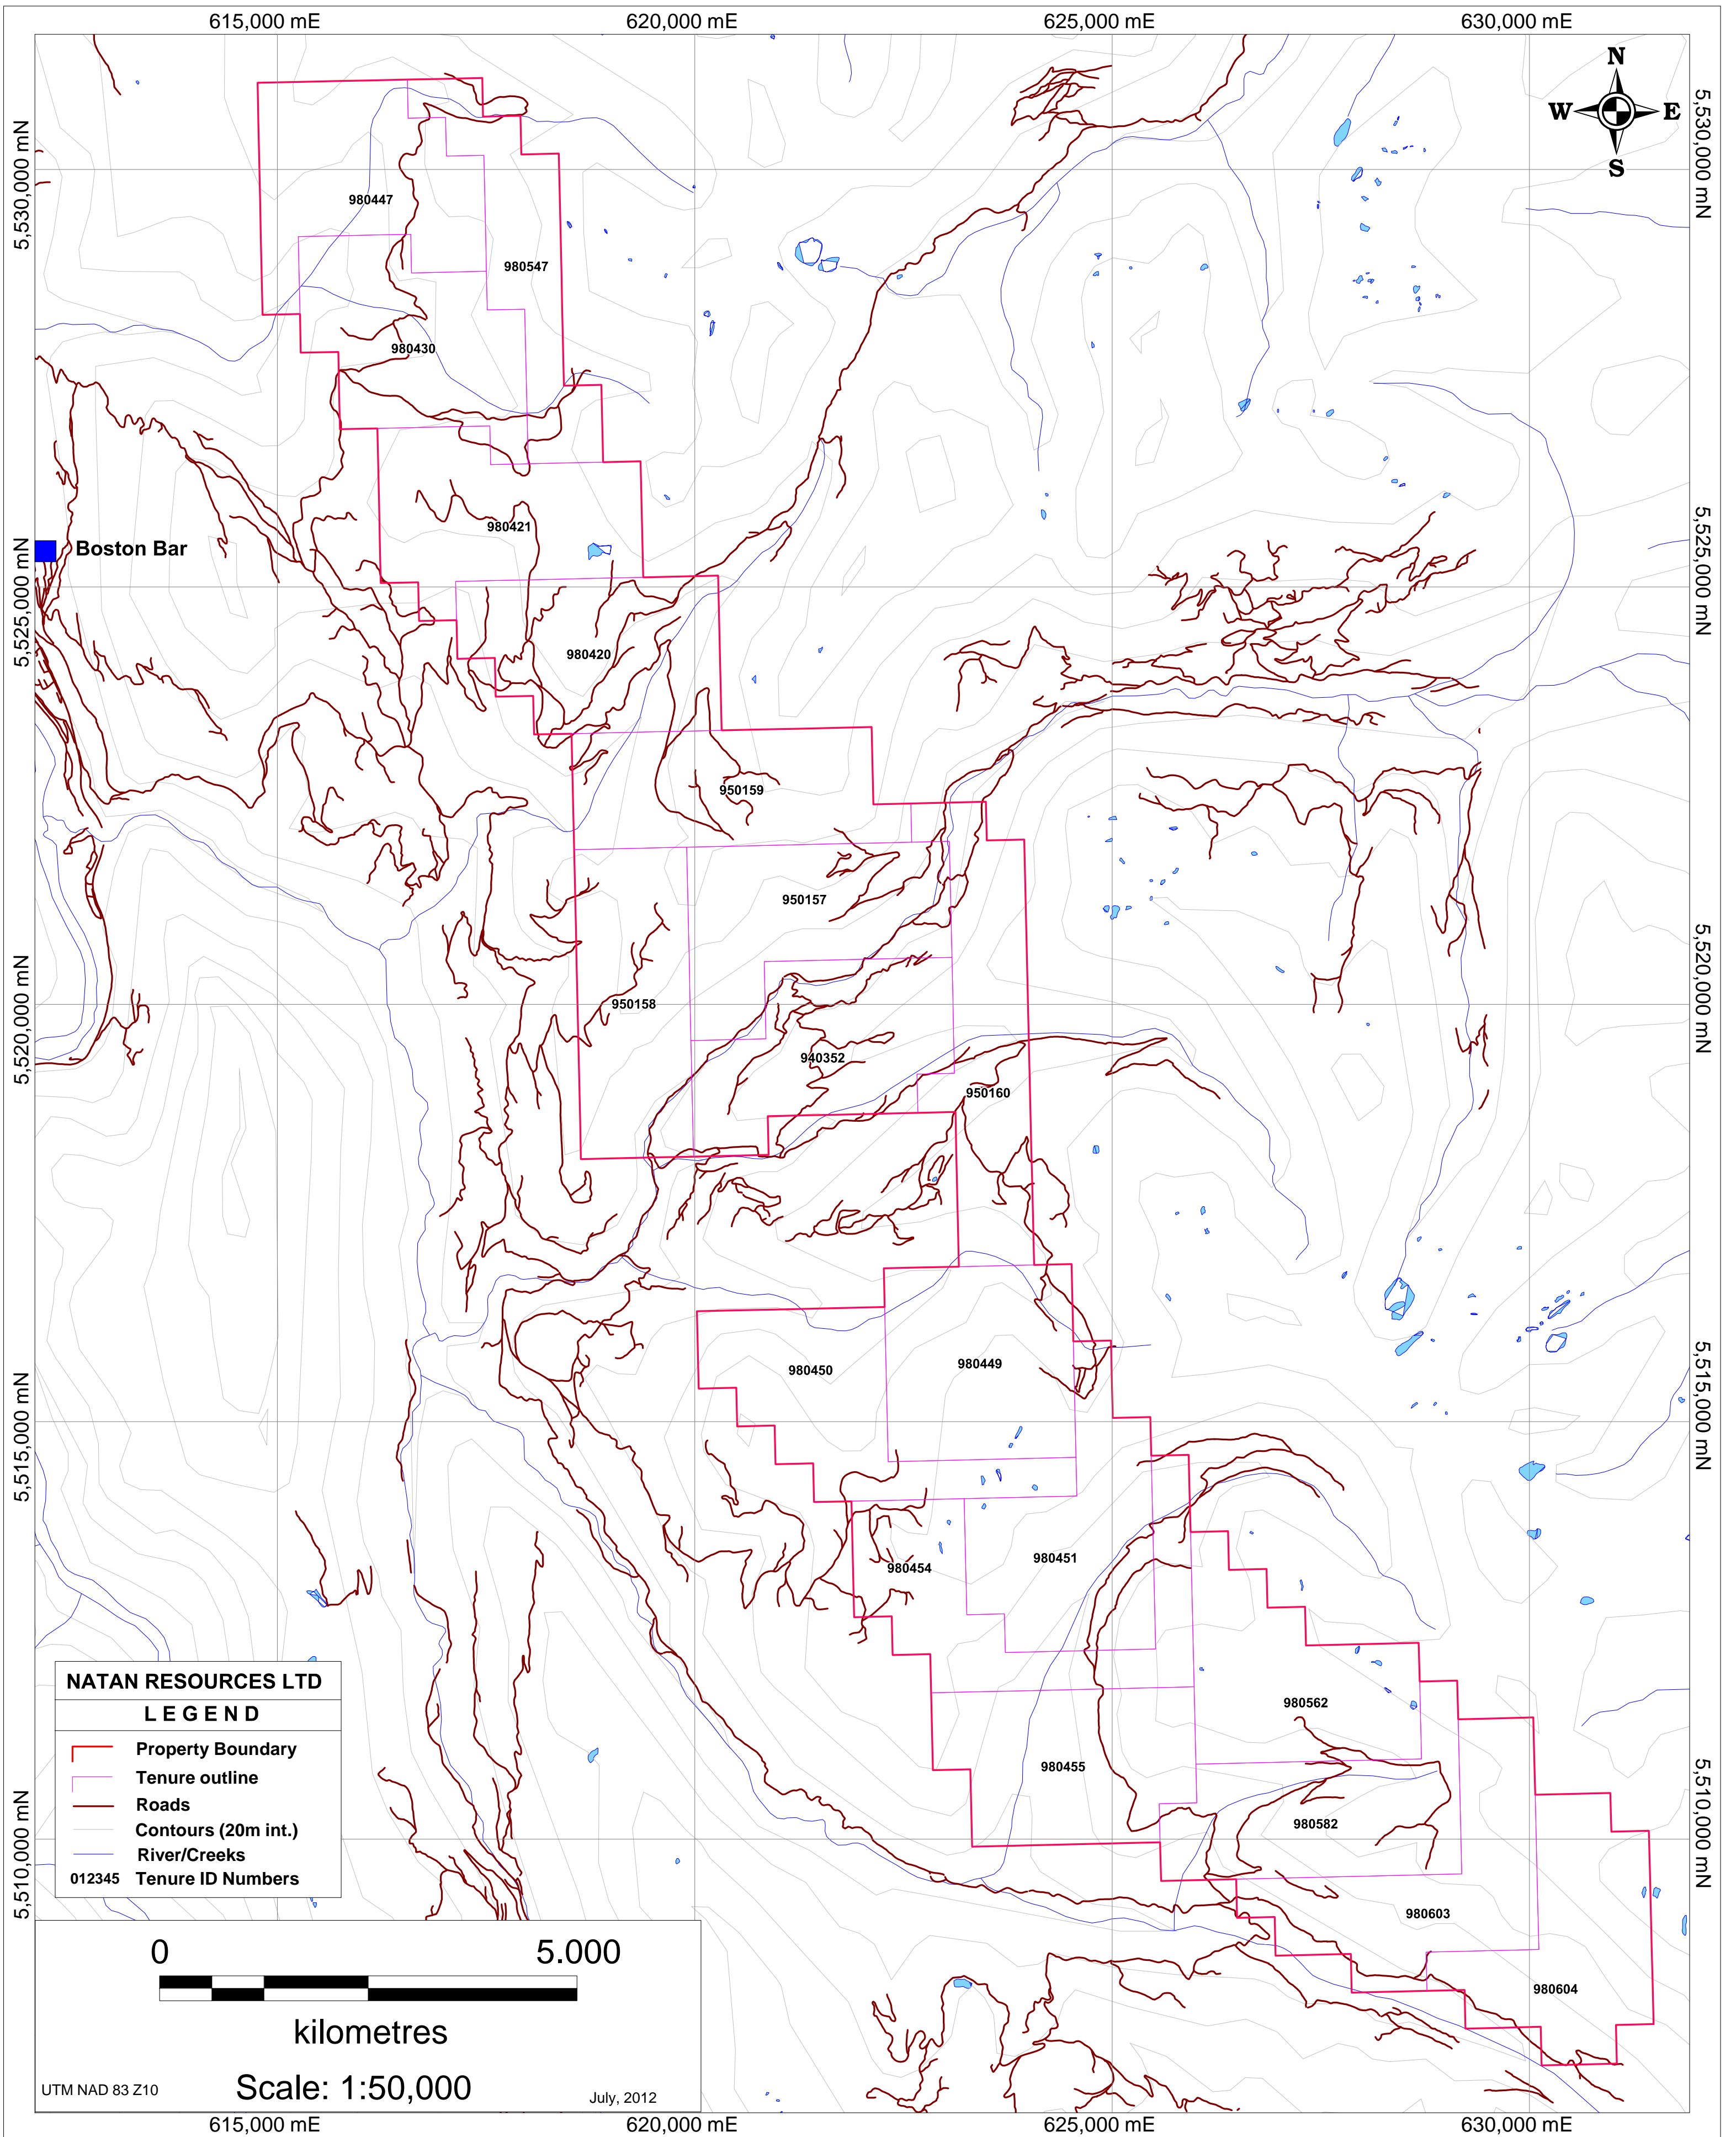 615,000 mE
620,000 mE
625,000 mE
630,000 mE
N
W
E
S
5,530,000 mN
5,530,000 mN
980447
980547
980430
980421
Boston Bar
5,525,000 mN
5,525,000 mN
980420
950159
950157
950158
5,520,000 mN
5,520,000 mN
940352
950160
980450
980449
5,515,000 mN
5,515,000 mN
980454
980451
980562
980455
980582
5,510,000 mN
5,510,000 mN
980603
980604
NATAN RESOURCES LTD
LEGEND
Property Boundary
Tenure outline
Roads
Contours (20m int.)
River/Creeks
012345 Tenure ID Numbers
0
5.000
kilometres
Scale: 1:50,000
UTM NAD 83 Z10
July, 2012
615,000 mE
620,000 mE
625,000 mE
630,000 mE